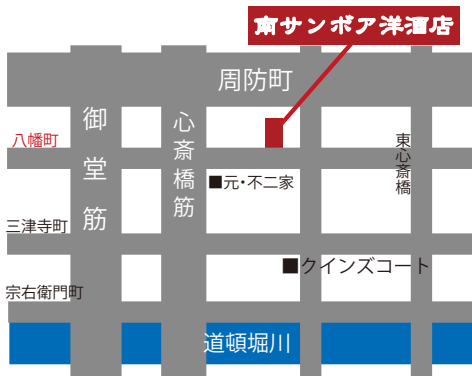 南サンボア洋酒店
周防町
御堂筋
心斎橋筋
八幡町
東心斎橋
■元・不二家
三津寺町
■クインズコート
宗右衛門町
道頓堀川